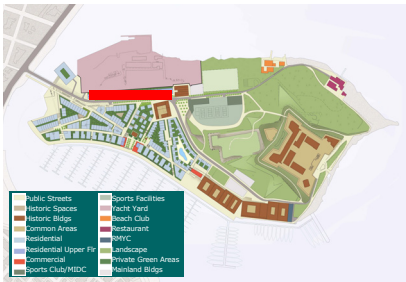 Public Streets
Historic Spaces
Historic Bldgs
Common Areas
Residential
Residential Upper Flr
Commercial
Sports Club/MIDC
Sports Facilities
Yacht Yard
Beach Club
Restaurant
RMYC
Landscape
Private Green Areas
Mainland Bldgs